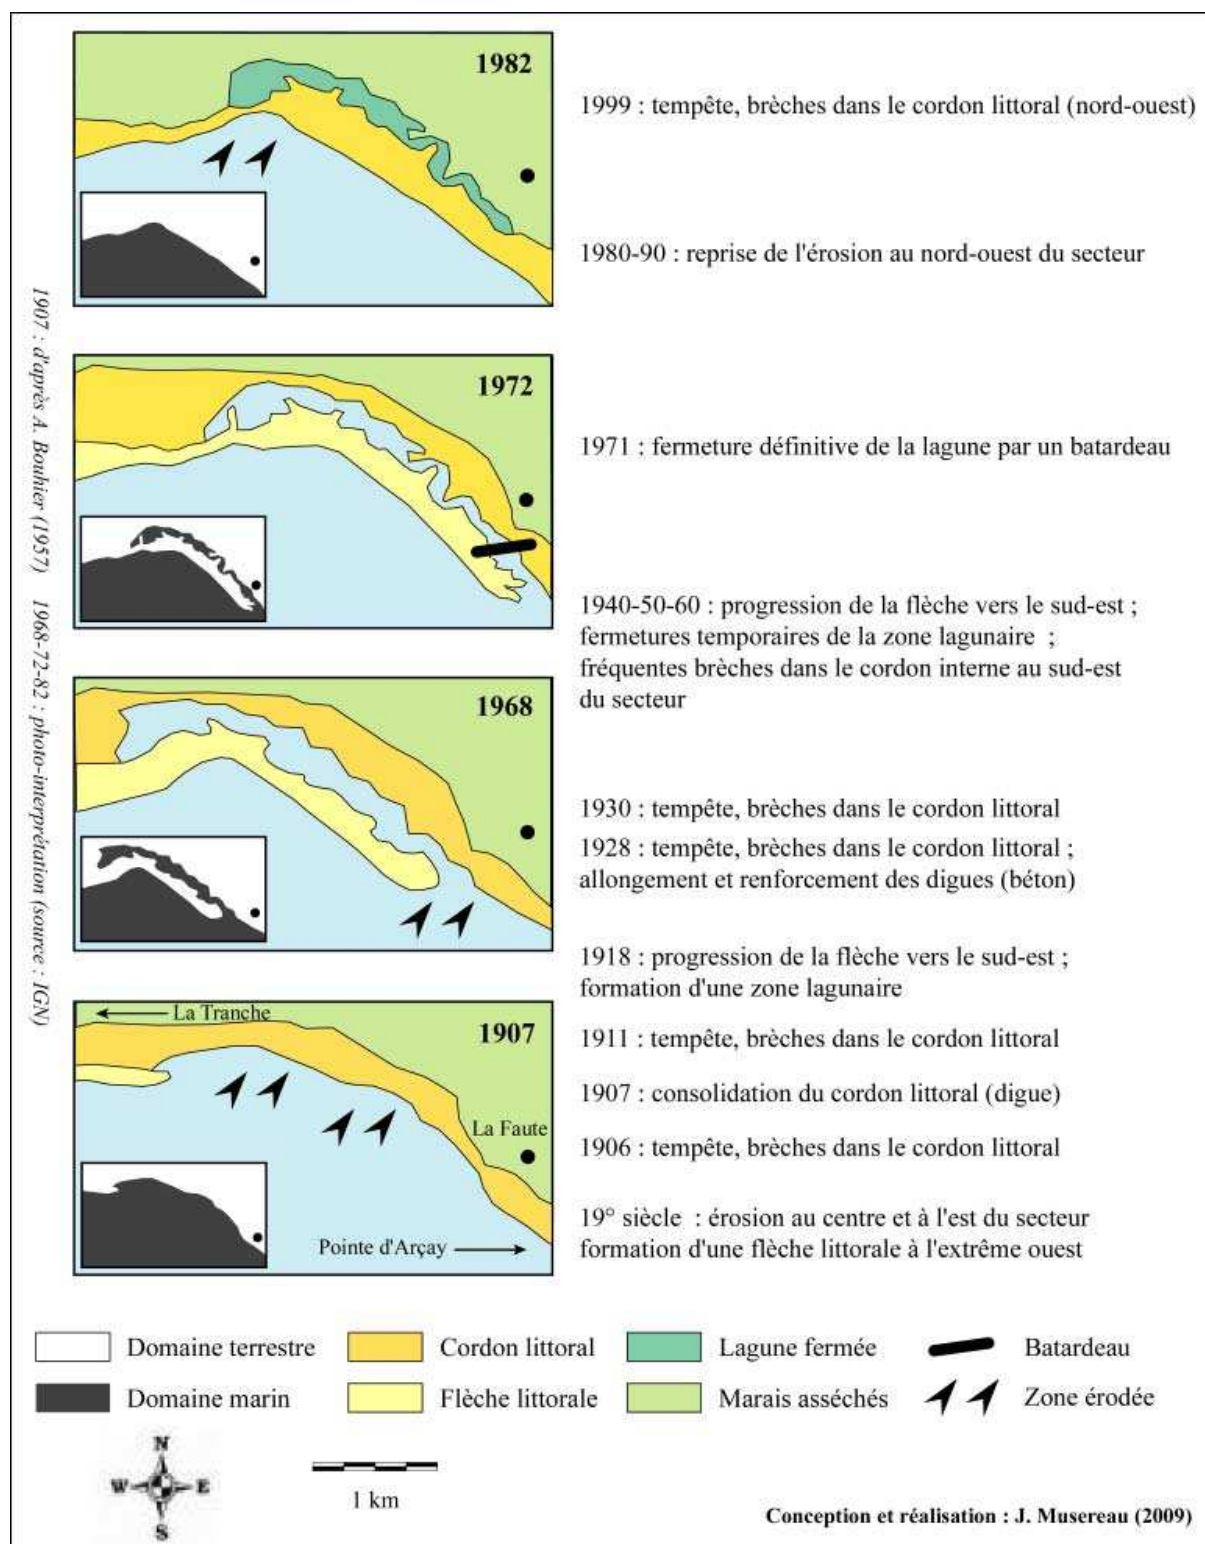 1982
1999 : tempête, brèches dans le cordon littoral (nord-ouest)
1980-90 : reprise de l'érosion au nord-ouest du secteur
1907 : d'après A. Bouhier (1957)    1968-72-82 : photo-interprétation (source : IGN)
1972
1971 : fermeture définitive de la lagune par un batardeau
1940-50-60 : progression de la flèche vers le sud-est ;
fermetures temporaires de la zone lagunaire  ;
fréquentes brèches dans le cordon interne au sud-est
du secteur
1968
1930 : tempête, brèches dans le cordon littoral
1928 : tempête, brèches dans le cordon littoral ;
allongement et renforcement des digues (béton)
1918 : progression de la flèche vers le sud-est ;
formation d'une zone lagunaire
La Tranche
1907
1911 : tempête, brèches dans le cordon littoral
1907 : consolidation du cordon littoral (digue)
La Faute
1906 : tempête, brèches dans le cordon littoral
19° siècle  : érosion au centre et à l'est du secteur
formation d'une flèche littorale à l'extrême ouest
Pointe d'Arçay
Domaine terrestre
Cordon littoral
Lagune fermée
Batardeau
Domaine marin
Flèche littorale
Marais asséchés
Zone érodée
N
W E
S
1 km
Conception et réalisation : J. Musereau (2009)